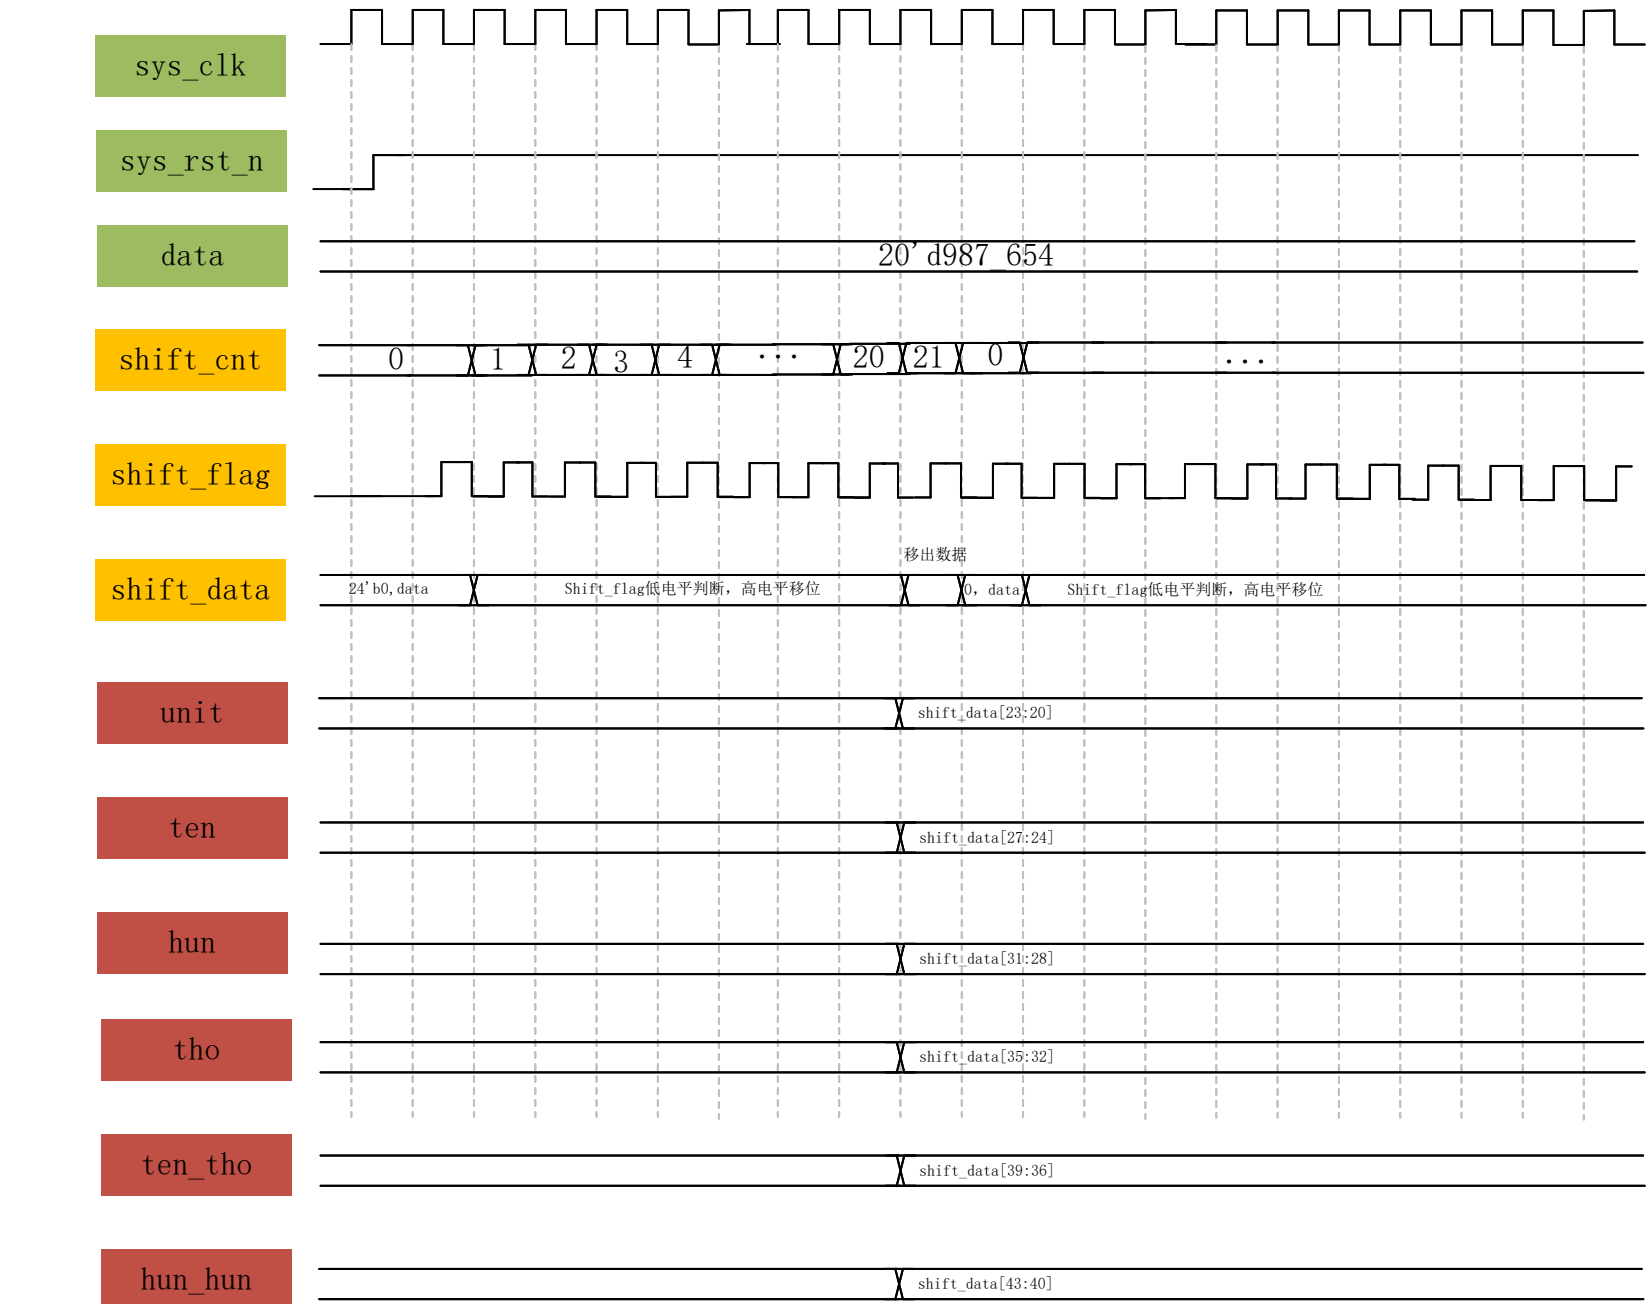 sys_clk
sys_rst_n
data
20'd987_654
shift_cnt
0 1 2 3 4 ... 20 21 0 ...
shift_flag
移出数据
shift_data
24'b0,data
Shift_flag低电平判断，高电平移位
0，data
Shift_flag低电平判断，高电平移位
unit
shift_data[23:20]
ten
shift_data[27:24]
hun
shift_data[31:28]
tho
shift_data[35:32]
ten_tho
shift_data[39:36]
hun_hun
shift_data[43:40]